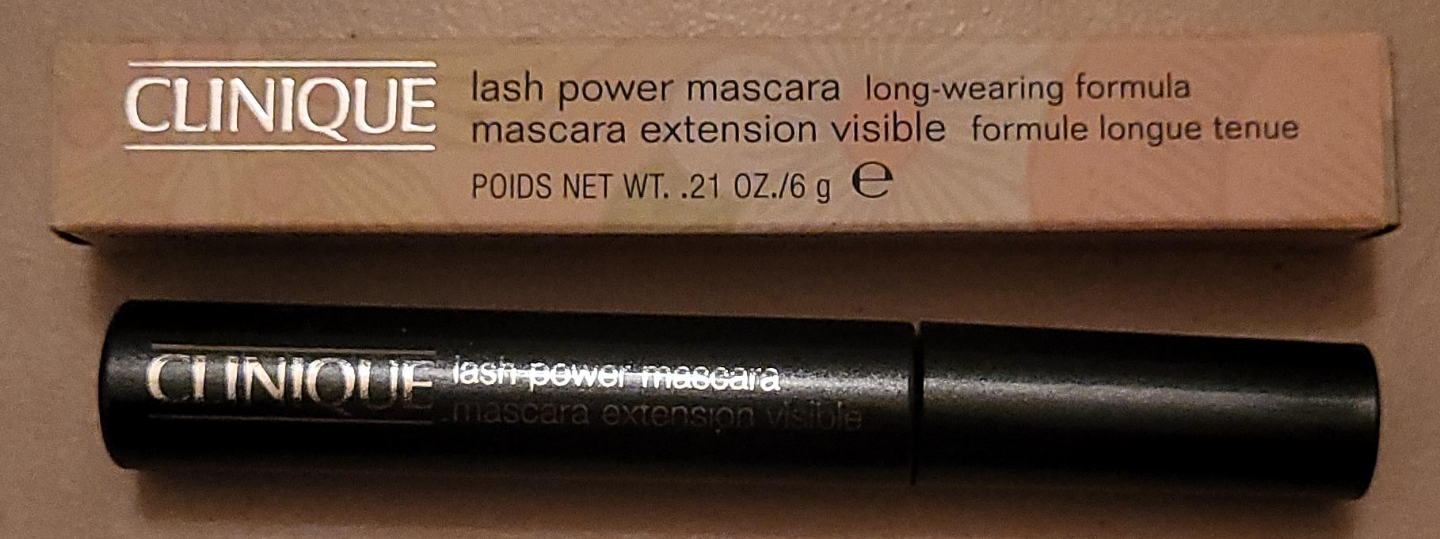 CLINIQUE
lash power mascara long-wearing formula
mascara extension visible formule longue tenue
POIDS NET WT. .21 OZ./6 g ℮
CLINIQUE
lash power mascara
mascara extension visible